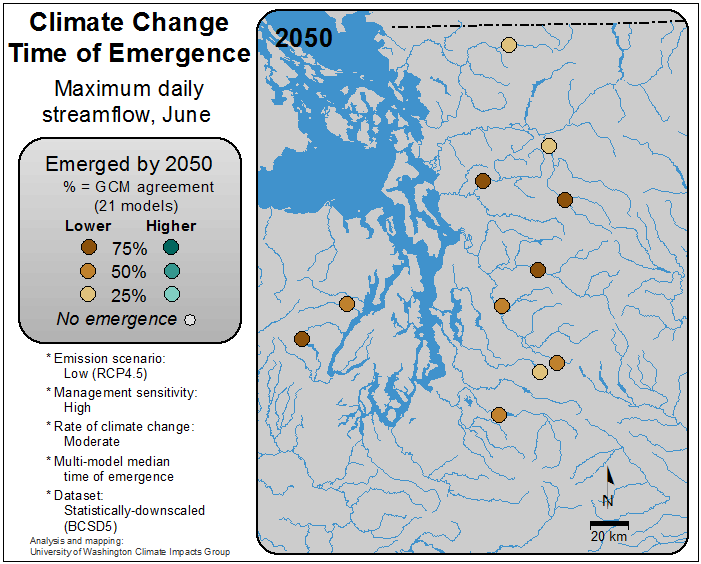 Climate Change
Time of Emergence
Maximum daily
streamflow, June
Emerged by 2050
% = GCM agreement
(21 models)
Lower Higher
75%
50%
25%
No emergence
* Emission scenario:
Low (RCP4.5)
* Management sensitivity:
High
* Rate of climate change:
Moderate
* Multi-model median
time of emergence
* Dataset:
Statistically-downscaled
(BCSD5)
Analysis and mapping:
University of Washington Climate Impacts Group
2050
N
20 km